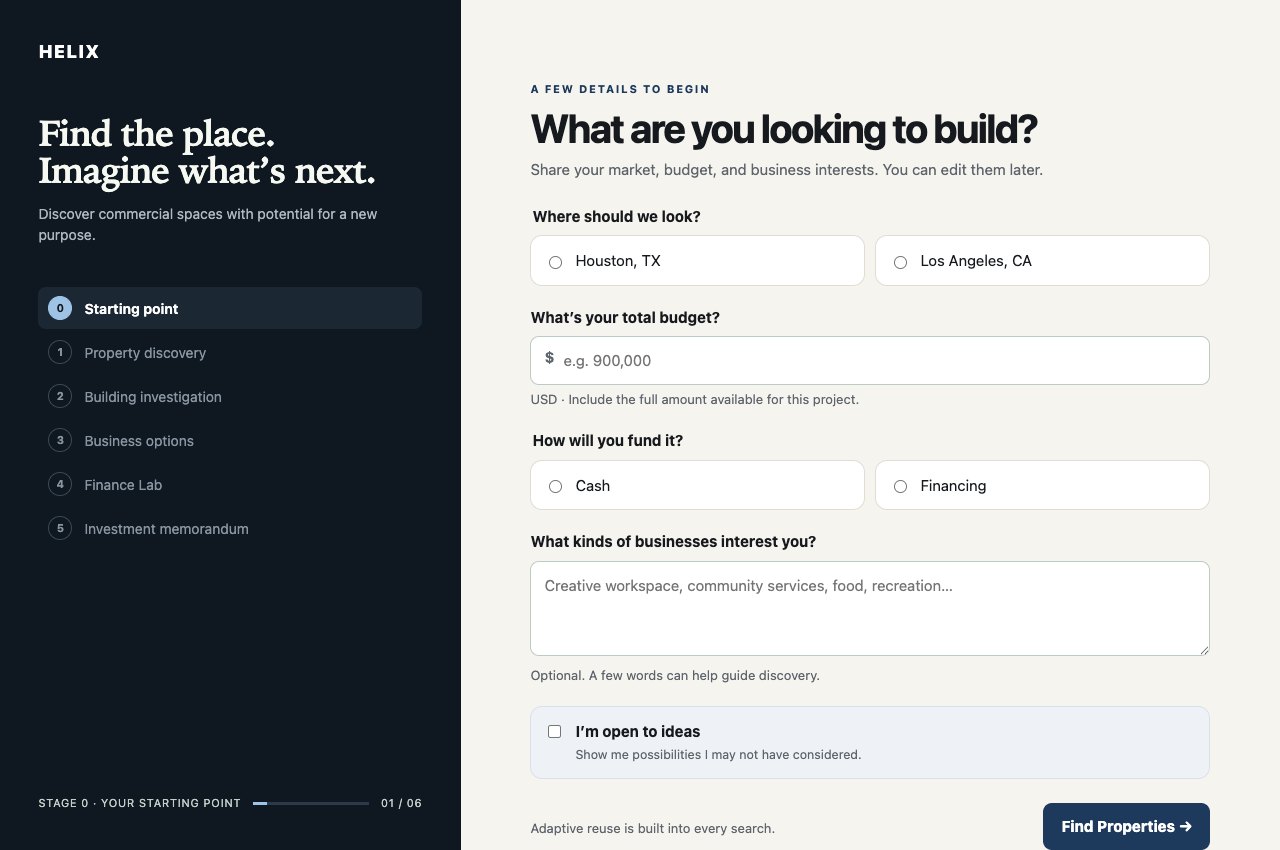 HELIX
Find the place.
Imagine what’s next.
Discover commercial spaces with potential for a new
purpose.
0 Starting point
1 Property discovery
2 Building investigation
3 Business options
4 Finance Lab
5 Investment memorandum
STAGE 0 · YOUR STARTING POINT 01 / 06
A FEW DETAILS TO BEGIN
What are you looking to build?
Share your market, budget, and business interests. You can edit them later.
Where should we look?
Houston, TX
Los Angeles, CA
What’s your total budget?
$ e.g. 900,000
USD · Include the full amount available for this project.
How will you fund it?
Cash
Financing
What kinds of businesses interest you?
Creative workspace, community services, food, recreation...
Optional. A few words can help guide discovery.
I’m open to ideas
Show me possibilities I may not have considered.
Adaptive reuse is built into every search.
Find Properties →